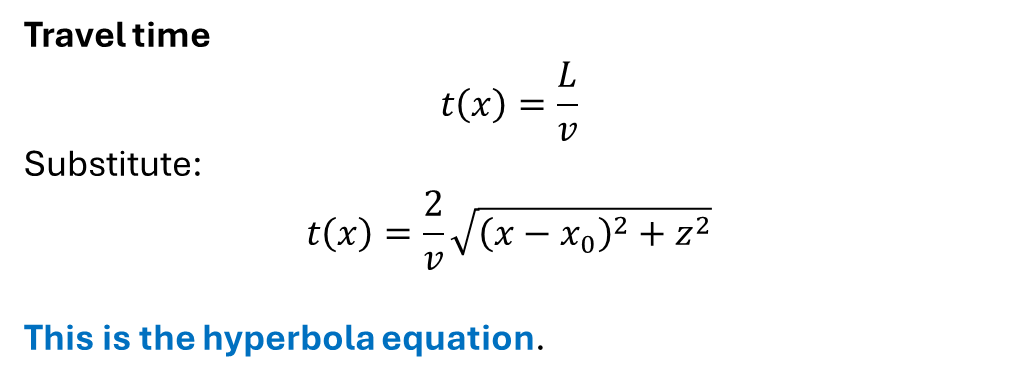 Travel time
t(x) = L/v
Substitute:
t(x) = 2/v √((x − x₀)² + z²)
This is the hyperbola equation.